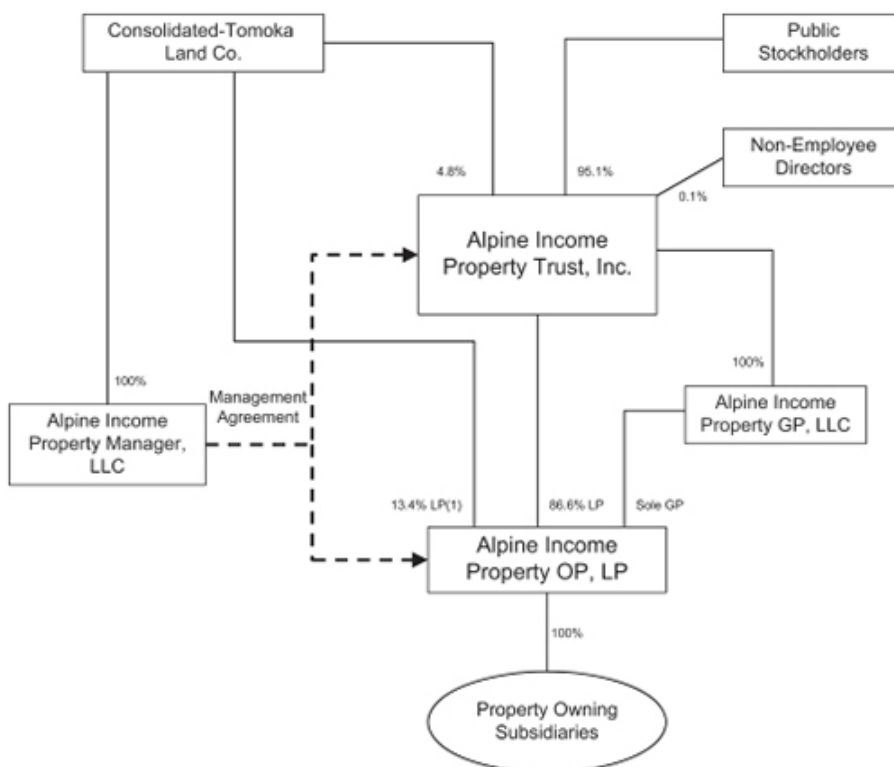 Consolidated-Tomoka
Land Co.
Public
Stockholders
Non-Employee
Directors
4.8%
95.1%
0.1%
Alpine Income
Property Trust, Inc.
100%
100%
Management
Agreement
Alpine Income
Property Manager,
LLC
Alpine Income
Property GP, LLC
13.4% LP(1)
86.6% LP
Sole GP
Alpine Income
Property OP, LP
100%
Property Owning
Subsidiaries